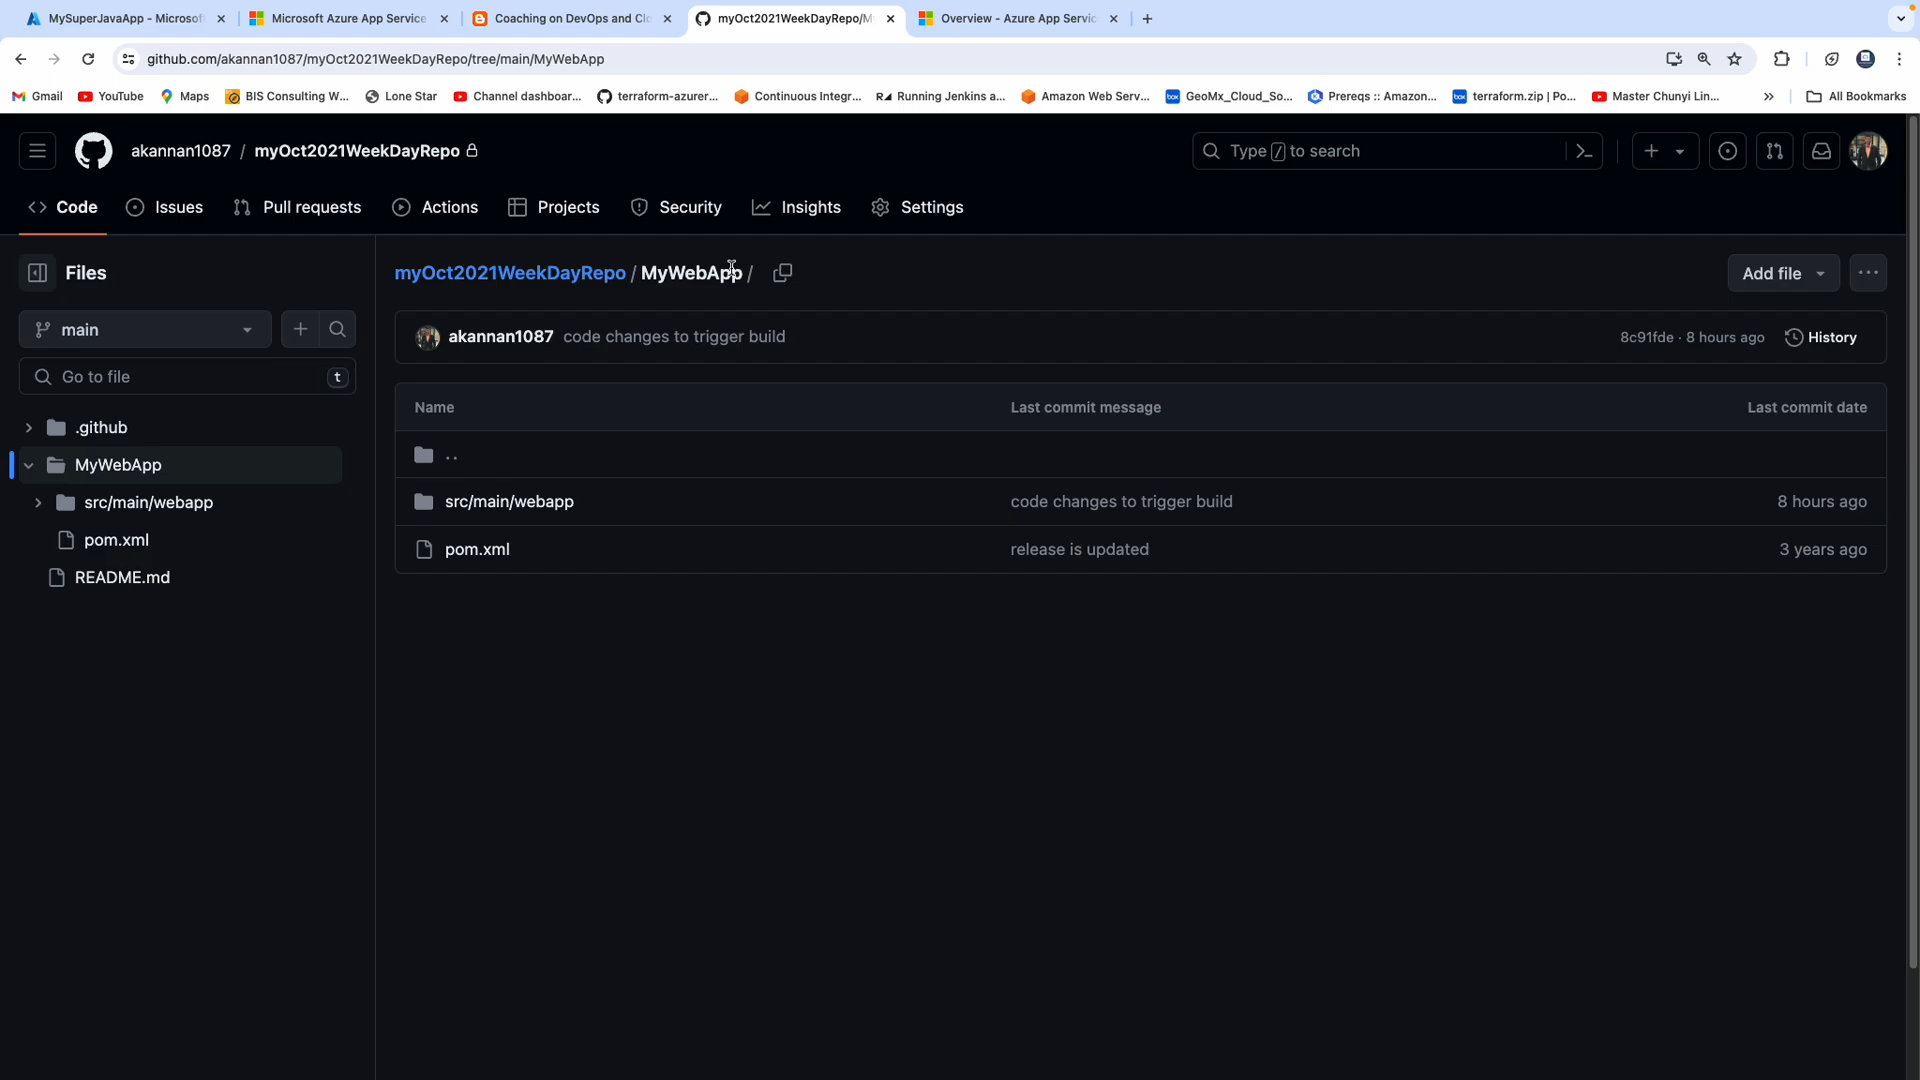 MySuperJavaApp - Microsof
Microsoft Azure App Service
Coaching on DevOps and Clo
myOct2021WeekDayRepo/M
Overview - Azure App Servic
github.com/akannan1087/myOct2021WeekDayRepo/tree/main/MyWebApp
Gmail
YouTube
Maps
BIS Consulting W...
Lone Star
Channel dashboar...
terraform-azurer...
Continuous Integr...
Running Jenkins a...
Amazon Web Serv...
GeoMx_Cloud_So...
Prereqs :: Amazon...
terraform.zip | Po...
Master Chunyi Lin...
»
All Bookmarks
akannan1087 / myOct2021WeekDayRepo
Type / to search
Code
Issues
Pull requests
Actions
Projects
Security
Insights
Settings
Files
main
Go to file
t
.github
MyWebApp
src/main/webapp
pom.xml
README.md
myOct2021WeekDayRepo / MyWebApp /
Add file
akannan1087 code changes to trigger build
8c91fde · 8 hours ago
History
Name Last commit message Last commit date
..
src/main/webapp code changes to trigger build 8 hours ago
pom.xml release is updated 3 years ago